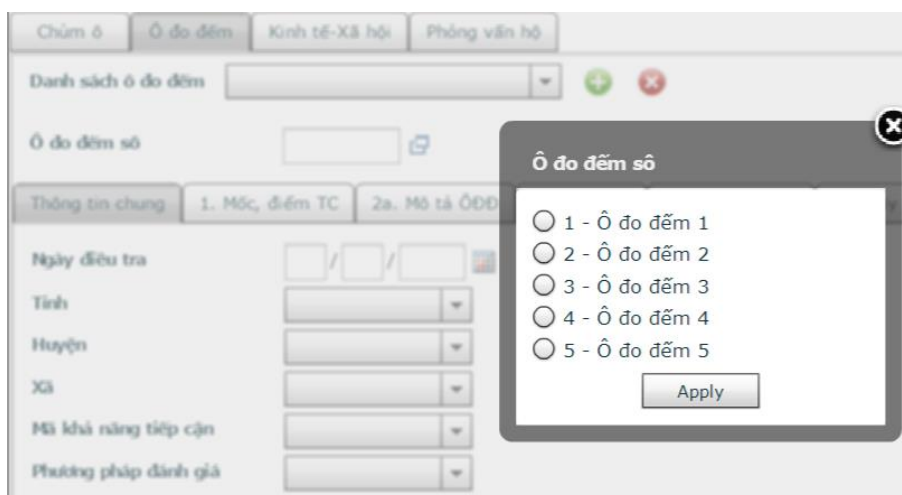 Chùm ô Ô đo đếm Kinh tế-Xã hội Phỏng vấn hộ
Danh sách ô đo đếm
Ô đo đếm số
Ô đo đếm số
Thông tin chung 1. Mốc, điểm TC 2a. Mô tả ÔĐĐ
1 - Ô đo đếm 1
Ngày điều tra / /
2 - Ô đo đếm 2
3 - Ô đo đếm 3
Tỉnh
4 - Ô đo đếm 4
Huyện
5 - Ô đo đếm 5
Xã
Apply
Mã khả năng tiếp cận
Phương pháp đánh giá